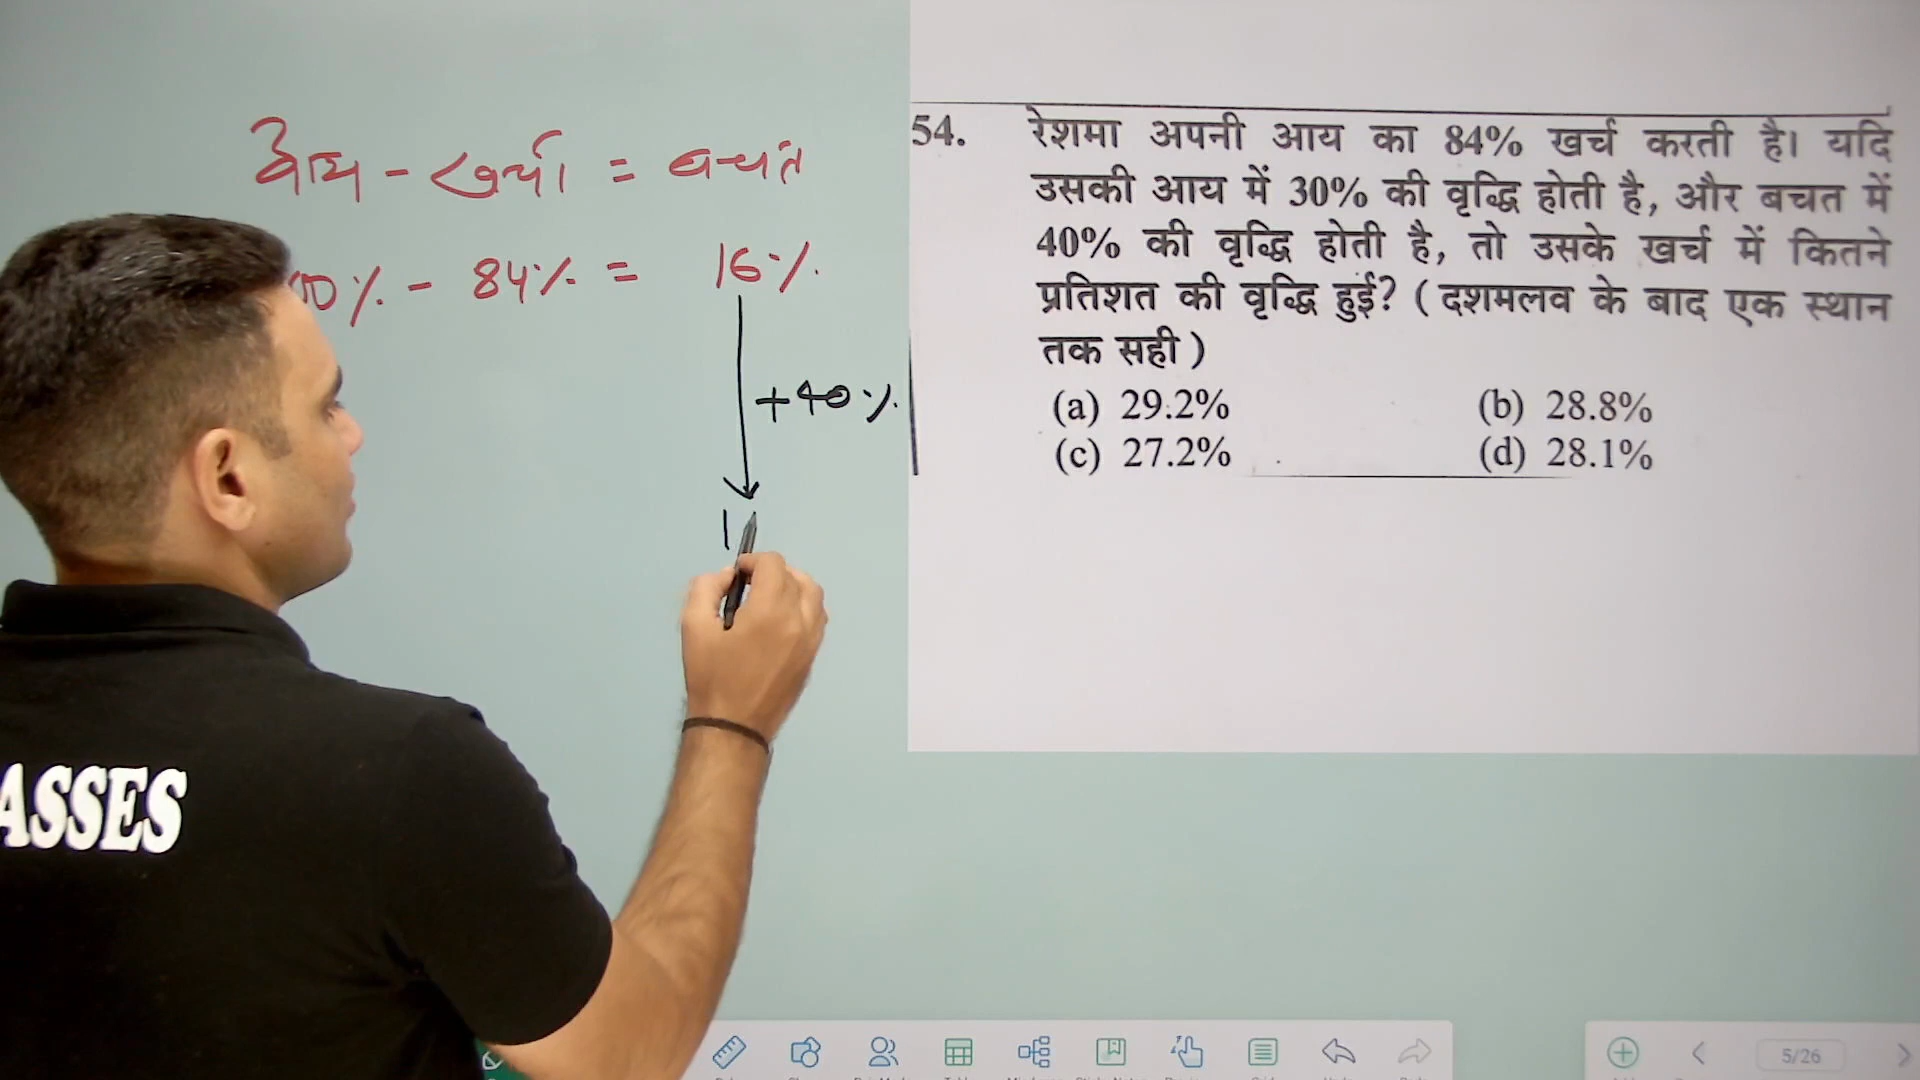 आय - खर्चा = बचत
00% - 84% = 16%
+40%
1
54. रेशमा अपनी आय का 84% खर्च करती है। यदि
उसकी आय में 30% की वृद्धि होती है, और बचत में
40% की वृद्धि होती है, तो उसके खर्च में कितने
प्रतिशत की वृद्धि हुई? ( दशमलव के बाद एक स्थान
तक सही )
(a) 29.2% (b) 28.8%
(c) 27.2% (d) 28.1%
ASSES
5/26